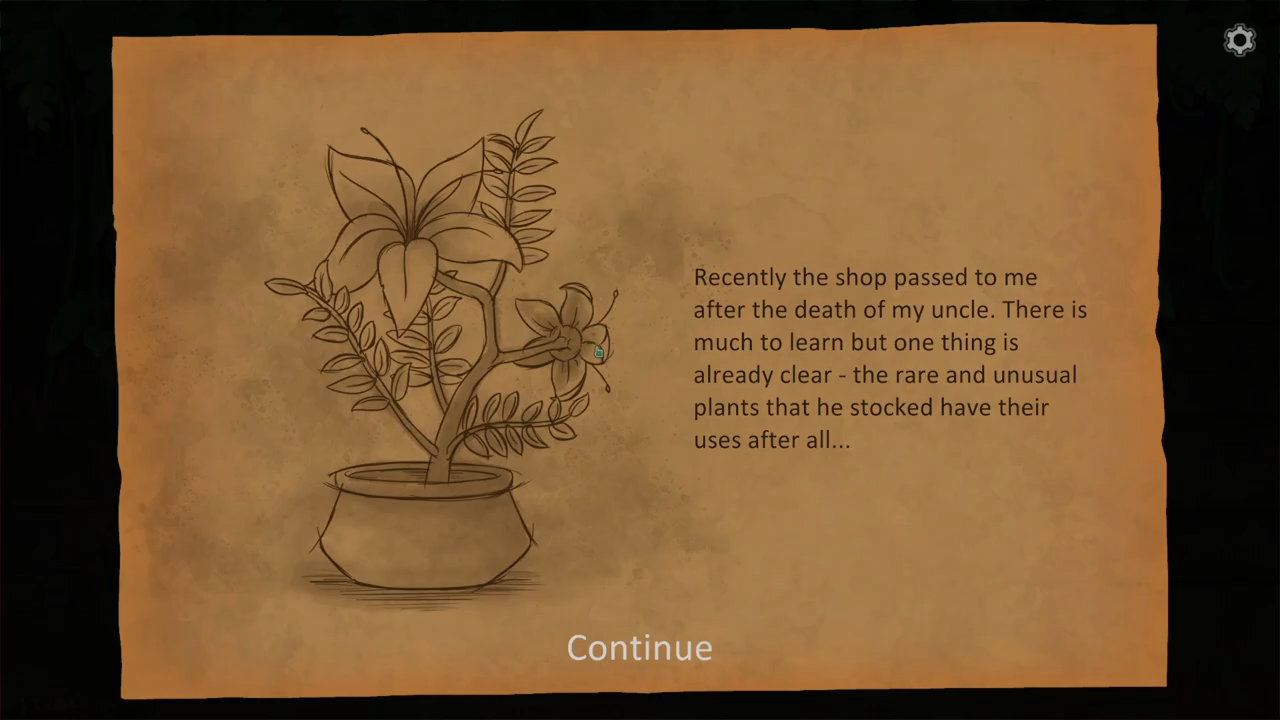 Recently the shop passed to me
after the death of my uncle. There is
much to learn but one thing is
already clear - the rare and unusual
plants that he stocked have their
uses after all...
Continue